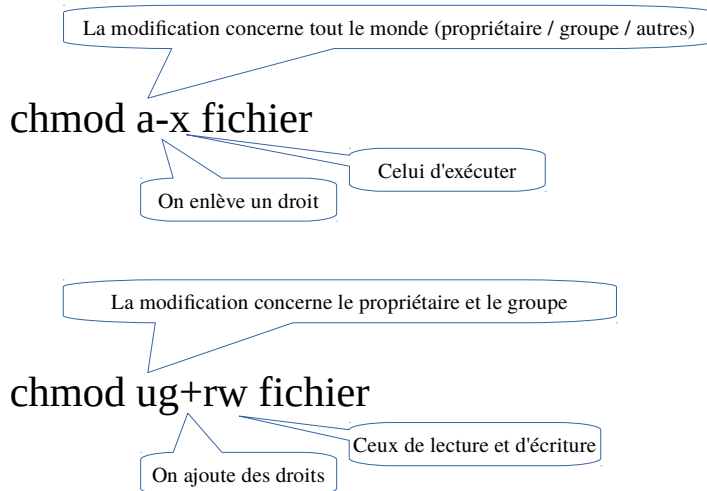 La modification concerne tout le monde (propriétaire / groupe / autres)
chmod a-x fichier
Celui d'exécuter
On enlève un droit
La modification concerne le propriétaire et le groupe
chmod ug+rw fichier
Ceux de lecture et d'écriture
On ajoute des droits